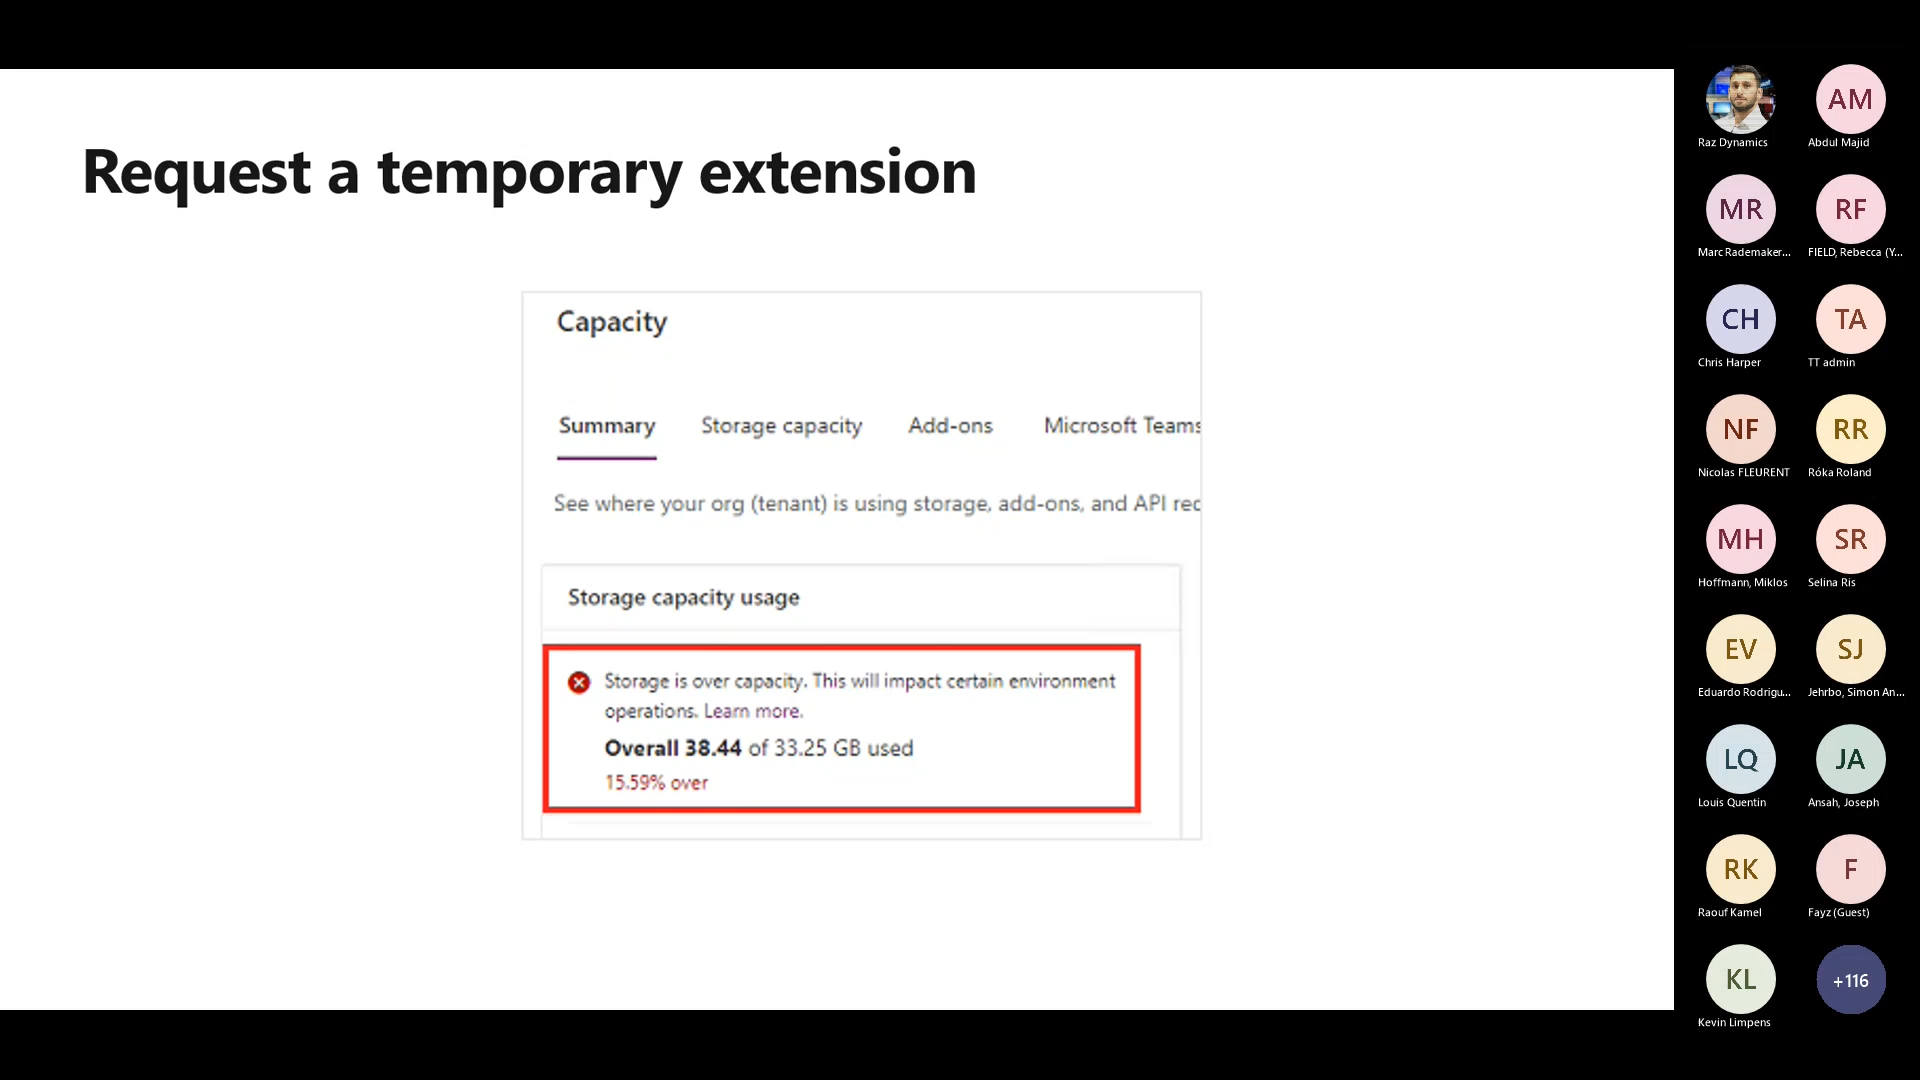 Request a temporary extension
Capacity
Summary Storage capacity Add-ons Microsoft Teams
See where your org (tenant) is using storage, add-ons, and API rec
Storage capacity usage
Storage is over capacity. This will impact certain environment
operations. Learn more.
Overall 38.44 of 33.25 GB used
15.59% over
Raz Dynamics
AM
Abdul Majid
MR
Marc Rademaker...
RF
FIELD, Rebecca (Y...
CH
Chris Harper
TA
TT admin
NF
Nicolas FLEURENT
RR
Róka Roland
MH
Hoffmann, Miklos
SR
Selina Ris
EV
Eduardo Rodrigu...
SJ
Jehrbo, Simon An...
LQ
Louis Quentin
JA
Ansah, Joseph
RK
Raouf Kamel
F
Fayz (Guest)
KL
Kevin Limpens
+116